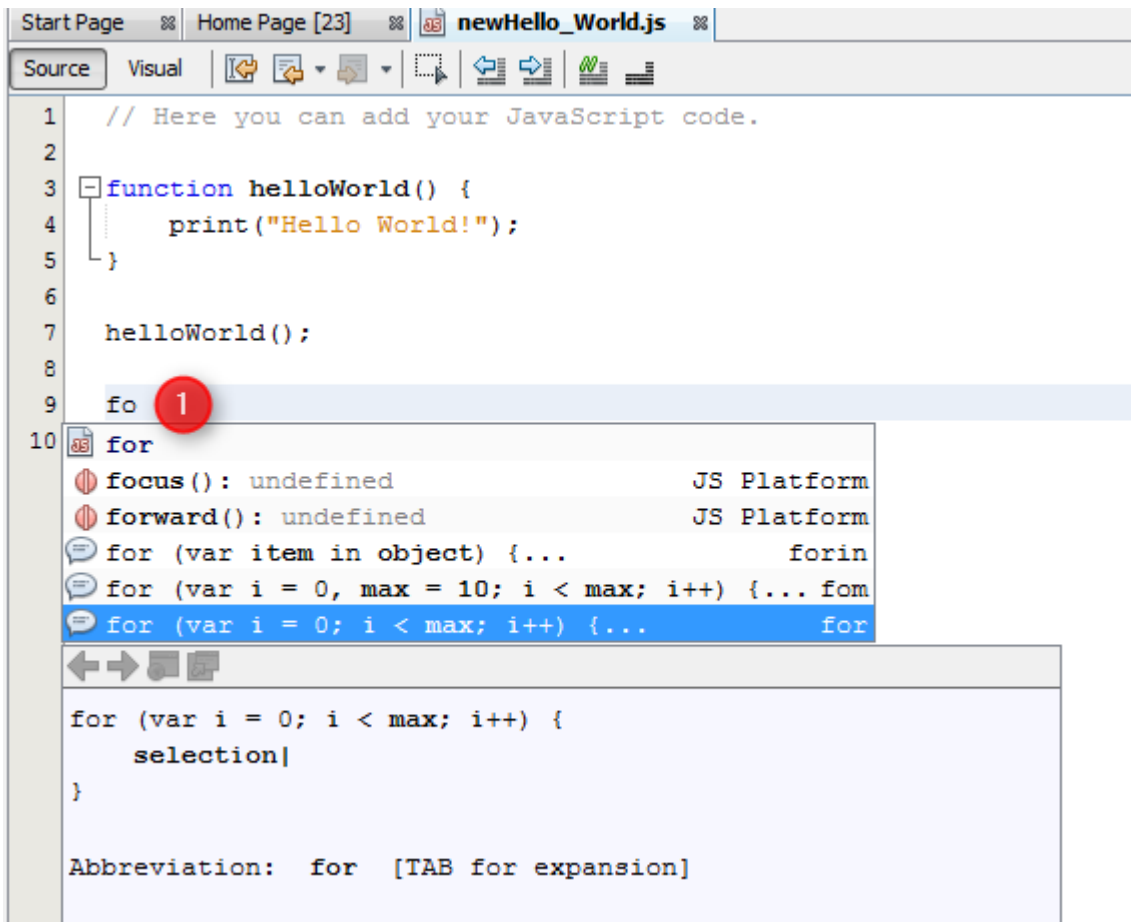 Start Page Home Page [23] newHello_World.js
Source Visual
1 // Here you can add your JavaScript code.
2
3 function helloWorld() {
4 print("Hello World!");
5 }
6
7 helloWorld();
8
9 fo 1
10 for
focus(): undefined JS Platform
forward(): undefined JS Platform
for (var item in object) {... forin
for (var i = 0, max = 10; i < max; i++) {... fom
for (var i = 0; i < max; i++) {... for
for (var i = 0; i < max; i++) {
selection|
}
Abbreviation: for [TAB for expansion]